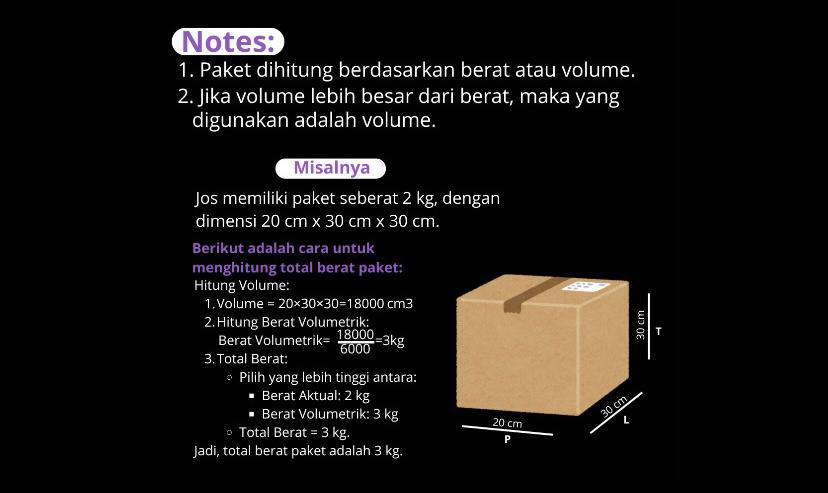 Notes:
1. Paket dihitung berdasarkan berat atau volume.
2. Jika volume lebih besar dari berat, maka yang
digunakan adalah volume.
Misalnya
Jos memiliki paket seberat 2 kg, dengan
dimensi 20 cm x 30 cm x 30 cm.
Berikut adalah cara untuk
menghitung total berat paket:
Hitung Volume:
1. Volume = 20×30×30=18000 cm3
2. Hitung Berat Volumetrik:
Berat Volumetrik= 18000/6000=3kg
3. Total Berat:
◦ Pilih yang lebih tinggi antara:
▪ Berat Aktual: 2 kg
▪ Berat Volumetrik: 3 kg
◦ Total Berat = 3 kg.
Jadi, total berat paket adalah 3 kg.
30 cm
T
30 cm
L
20 cm
P